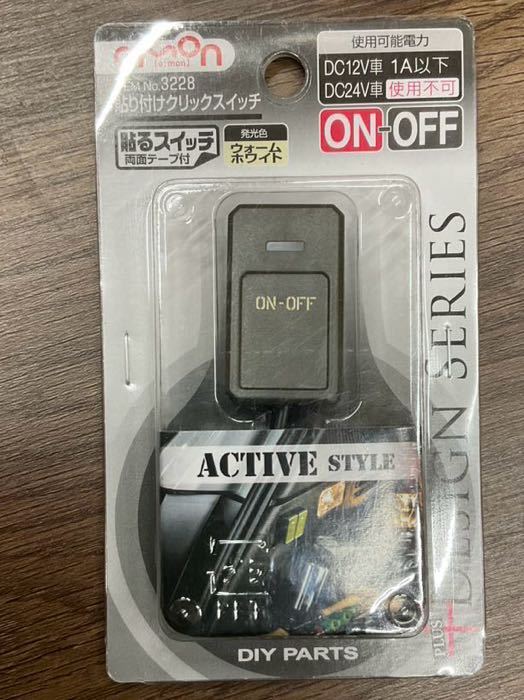 amon
[e:mon]
ITEM No.3228
貼り付けクリックスイッチ
貼るスイッチ
両面テープ付
発光色
ウォーム
ホワイト
使用可能電力
DC12V車 1A以下
DC24V車 使用不可
ON-OFF
ON-OFF
ACTIVE STYLE
PLUS
DESIGN SERIES
DIY PARTS